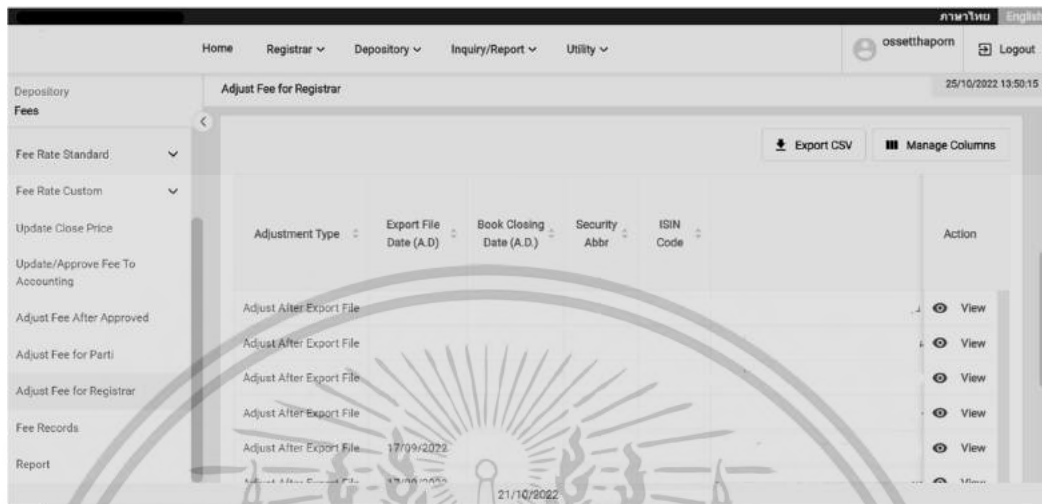 ภาษาไทย English
Home Registrar Depository Inquiry/Report Utility ossetthaporn Logout
Depository
Fees
Adjust Fee for Registrar 25/10/2022 13:50:15
Export CSV Manage Columns
Fee Rate Standard
Fee Rate Custom
Update Close Price
Update/Approve Fee To
Accounting
Adjust Fee After Approved
Adjust Fee for Parti
Adjust Fee for Registrar
Fee Records
Report
Adjustment Type Export File Date (A.D) Book Closing Date (A.D.) Security Abbr ISIN Code Action
Adjust After Export File View
Adjust After Export File View
Adjust After Export File View
Adjust After Export File View
Adjust After Export File 17/09/2022 View
21/10/2022